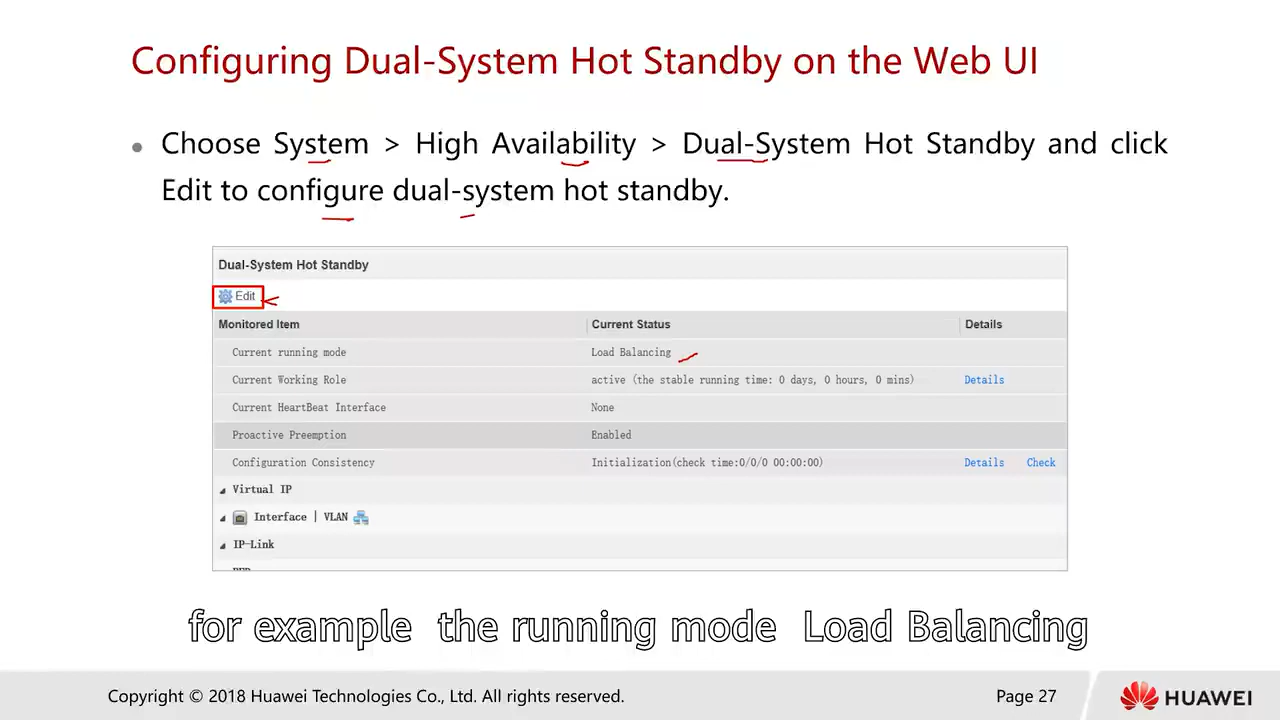 Configuring Dual-System Hot Standby on the Web UI
Choose System > High Availability > Dual-System Hot Standby and click
Edit to configure dual-system hot standby.
Dual-System Hot Standby
Edit
Monitored Item Current Status Details
Current running mode Load Balancing
Current Working Role active (the stable running time: 0 days, 0 hours, 0 mins) Details
Current HeartBeat Interface None
Proactive Preemption Enabled
Configuration Consistency Initialization(check time:0/0/0 00:00:00) Details Check
Virtual IP
Interface | VLAN
IP-Link
for example the running mode Load Balancing
Copyright © 2018 Huawei Technologies Co., Ltd. All rights reserved. Page 27 HUAWEI